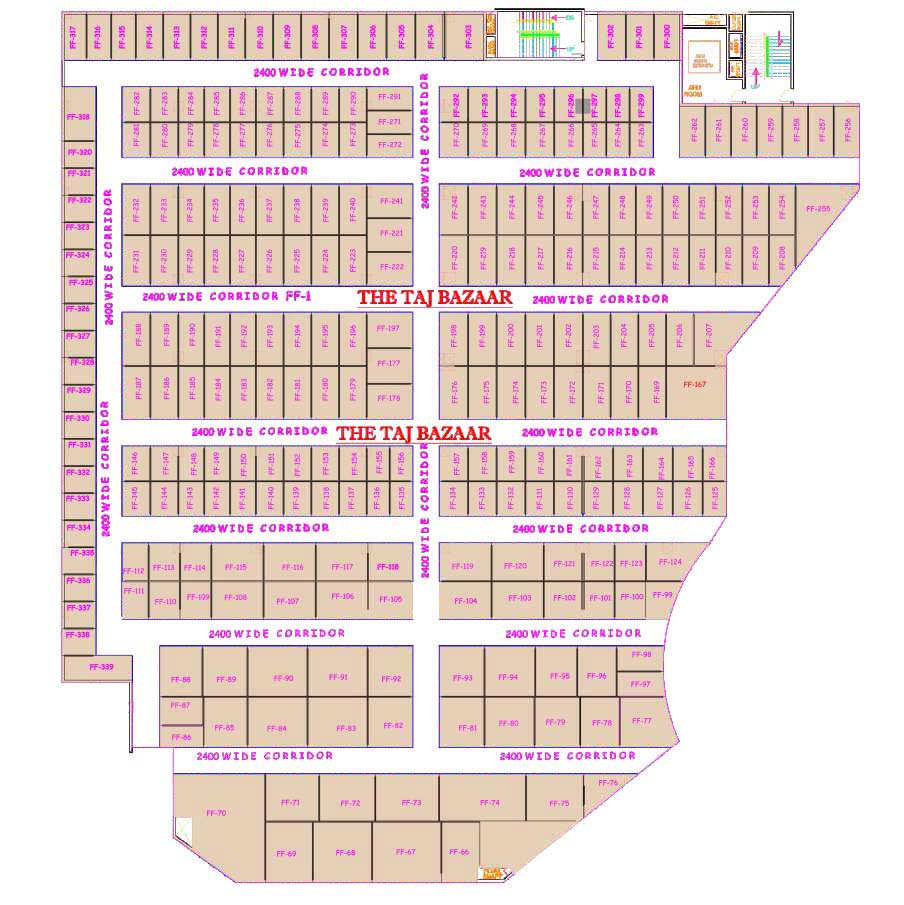 FF-317 FF-316 FF-315 FF-314 FF-313 FF-312 FF-311 FF-310 FF-309 FF-308 FF-307 FF-306 FF-305 FF-304 FF-303 FF-302 FF-301 FF-300
UP
2400 WIDE CORRIDOR
AHU ROOM
FF-318
FF-282 FF-283 FF-284 FF-285 FF-286 FF-287 FF-288 FF-289 FF-290 FF-291
FF-292 FF-293 FF-294 FF-295 FF-296 FF-297 FF-298 FF-299
FF-281 FF-280 FF-279 FF-278 FF-277 FF-276 FF-275 FF-274 FF-273 FF-271
FF-272
FF-270 FF-269 FF-268 FF-267 FF-266 FF-265 FF-264 FF-263
FF-262 FF-261 FF-260 FF-259 FF-258 FF-257 FF-256
2400 WIDE CORRIDOR
FF-320
FF-321
2400 WIDE CORRIDOR 2400 WIDE CORRIDOR
FF-322
FF-323
FF-324
FF-325
2400 WIDE CORRIDOR
FF-232 FF-233 FF-234 FF-235 FF-236 FF-237 FF-238 FF-239 FF-240 FF-241
FF-242 FF-243 FF-244 FF-245 FF-246 FF-247 FF-248 FF-249 FF-250 FF-251 FF-252 FF-253 FF-254 FF-255
FF-221
FF-231 FF-230 FF-229 FF-228 FF-227 FF-226 FF-225 FF-224 FF-223 FF-222
FF-220 FF-219 FF-218 FF-217 FF-216 FF-215 FF-214 FF-213 FF-212 FF-211 FF-210 FF-209 FF-208
2400 WIDE CORRIDOR FF-1 THE TAJ BAZAAR 2400 WIDE CORRIDOR
FF-326
FF-327
FF-328
FF-329
FF-330
FF-188 FF-189 FF-190 FF-191 FF-192 FF-193 FF-194 FF-195 FF-196 FF-197
FF-198 FF-199 FF-200 FF-201 FF-202 FF-203 FF-204 FF-205 FF-206 FF-207
FF-177
FF-187 FF-186 FF-185 FF-184 FF-183 FF-182 FF-181 FF-180 FF-179 FF-178
FF-176 FF-175 FF-174 FF-173 FF-172 FF-171 FF-170 FF-169 FF-167
2400 WIDE CORRIDOR THE TAJ BAZAAR 2400 WIDE CORRIDOR
2400 WIDE CORRIDOR
2400 WIDE CORRIDOR
FF-331
FF-332
FF-333
FF-334
FF-146 FF-147 FF-148 FF-149 FF-150 FF-151 FF-152 FF-153 FF-154 FF-155 FF-156
FF-157 FF-158 FF-159 FF-160 FF-161 FF-162 FF-163 FF-164 FF-165 FF-166
FF-145 FF-144 FF-143 FF-142 FF-141 FF-140 FF-139 FF-138 FF-137 FF-136 FF-135
FF-134 FF-133 FF-132 FF-131 FF-130 FF-129 FF-128 FF-127 FF-126 FF-125
2400 WIDE CORRIDOR 2400 WIDE CORRIDOR
FF-335
FF-336
FF-337
FF-338
FF-339
FF-112 FF-113 FF-114 FF-115 FF-116 FF-117 FF-118
FF-119 FF-120 FF-121 FF-122 FF-123 FF-124
FF-111 FF-110 FF-109 FF-108 FF-107 FF-106 FF-105
FF-104 FF-103 FF-102 FF-101 FF-100 FF-99
2400 WIDE CORRIDOR 2400 WIDE CORRIDOR
FF-88 FF-89 FF-90 FF-91 FF-92
FF-93 FF-94 FF-95 FF-96 FF-98
FF-97
FF-87
FF-86 FF-85 FF-84 FF-83 FF-82
FF-81 FF-80 FF-79 FF-78 FF-77
2400 WIDE CORRIDOR 2400 WIDE CORRIDOR
FF-70 FF-71 FF-72 FF-73 FF-74 FF-75 FF-76
FF-69 FF-68 FF-67 FF-66